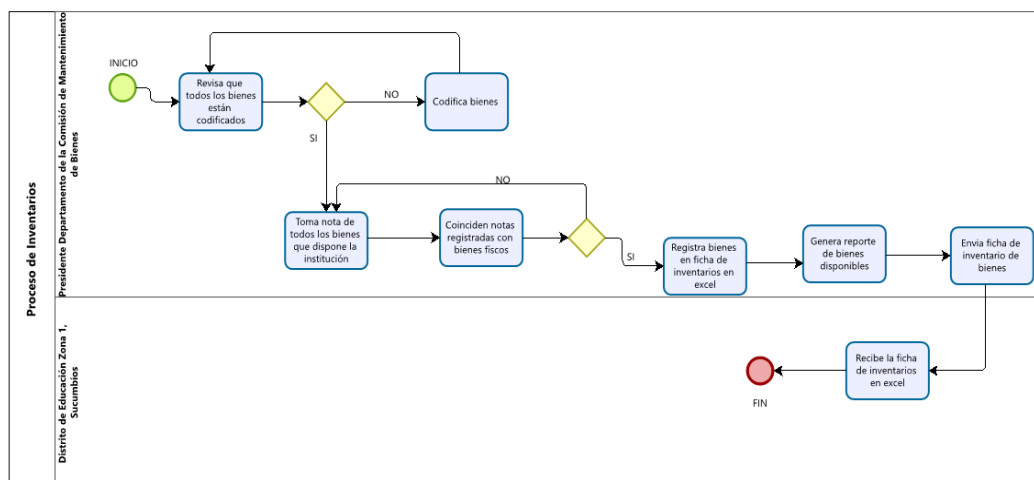 Proceso de Inventarios
Presidente Departamento de la Comisión de Mantenimiento
de Bienes
INICIO
Revisa que
todos los bienes
están
codificados
NO
Codifica bienes
SI
NO
Toma nota de
todos los bienes
que dispone la
institución
Coinciden notas
registradas con
bienes fiscos
SI
Registra bienes
en ficha de
inventarios en
excel
Genera reporte
de bienes
disponibles
Envia ficha de
inventario de
bienes
Distrito de Educación Zona 1,
Sucumbios
Recibe la ficha
de inventarios
en excel
FIN